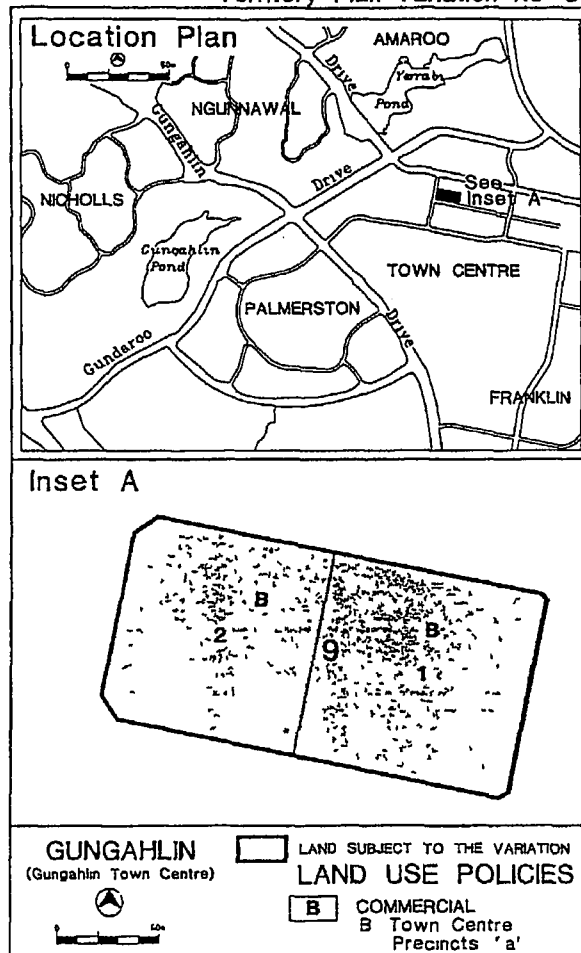 Location Plan
AMAROO
Yerrabi
Pond
Drive
NGUNNAWAL
Gungahlin
Drive
NICHOLLS
See
Inset A
Gungahlin
Pond
TOWN CENTRE
PALMERSTON
Drive
Gundaroo
FRANKLIN
Inset A
B
2
B
9
1
GUNGAHLIN
(Gungahlin Town Centre)
LAND SUBJECT TO THE VARIATION
LAND USE POLICIES
B COMMERCIAL
B Town Centre
Precincts 'a'